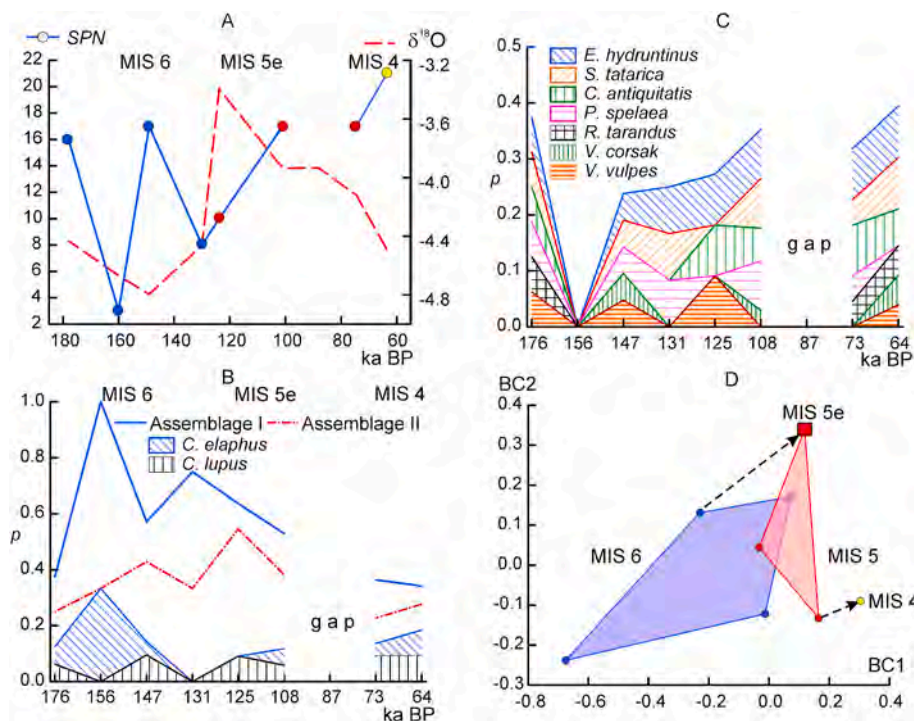 A
SPN
δ18O
MIS 6 MIS 5e MIS 4
22
20
18
16
14
12
10
8
6
4
2
-3.2
-3.6
-4.0
-4.4
-4.8
180 160 140 120 100 80 60
ka BP
C
0.5
0.4
0.3
p
0.2
0.1
0.0
E. hydruntinus
S. tatarica
C. antiquitatis
P. spelaea
R. tarandus
V. corsak
V. vulpes
gap
176 156 147 131 125 108 87 73 64
ka BP
B
MIS 6 MIS 5e MIS 4
Assemblage I Assemblage II
C. elaphus
C. lupus
1.0
0.8
0.6
p
0.4
0.2
0.0
gap
176 156 147 131 125 108 73 64
ka BP
D
BC2
0.4
0.3
0.2
0.1
0.0
-0.1
-0.2
-0.3
MIS 5e
MIS 6
MIS 5
MIS 4
BC1
-0.8 -0.6 -0.4 -0.2 0.0 0.2 0.4